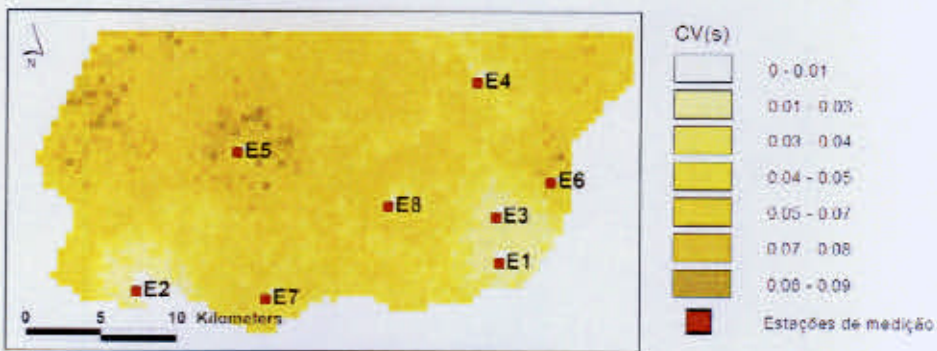 CV(s)
0 - 0.01
0.01 - 0.03
0.03 - 0.04
0.04 - 0.05
0.05 - 0.07
0.07 - 0.08
0.08 - 0.09
Estações de medição
N
E4
E5
E6
E8
E3
E1
E2
E7
0 5 10 Kilometers